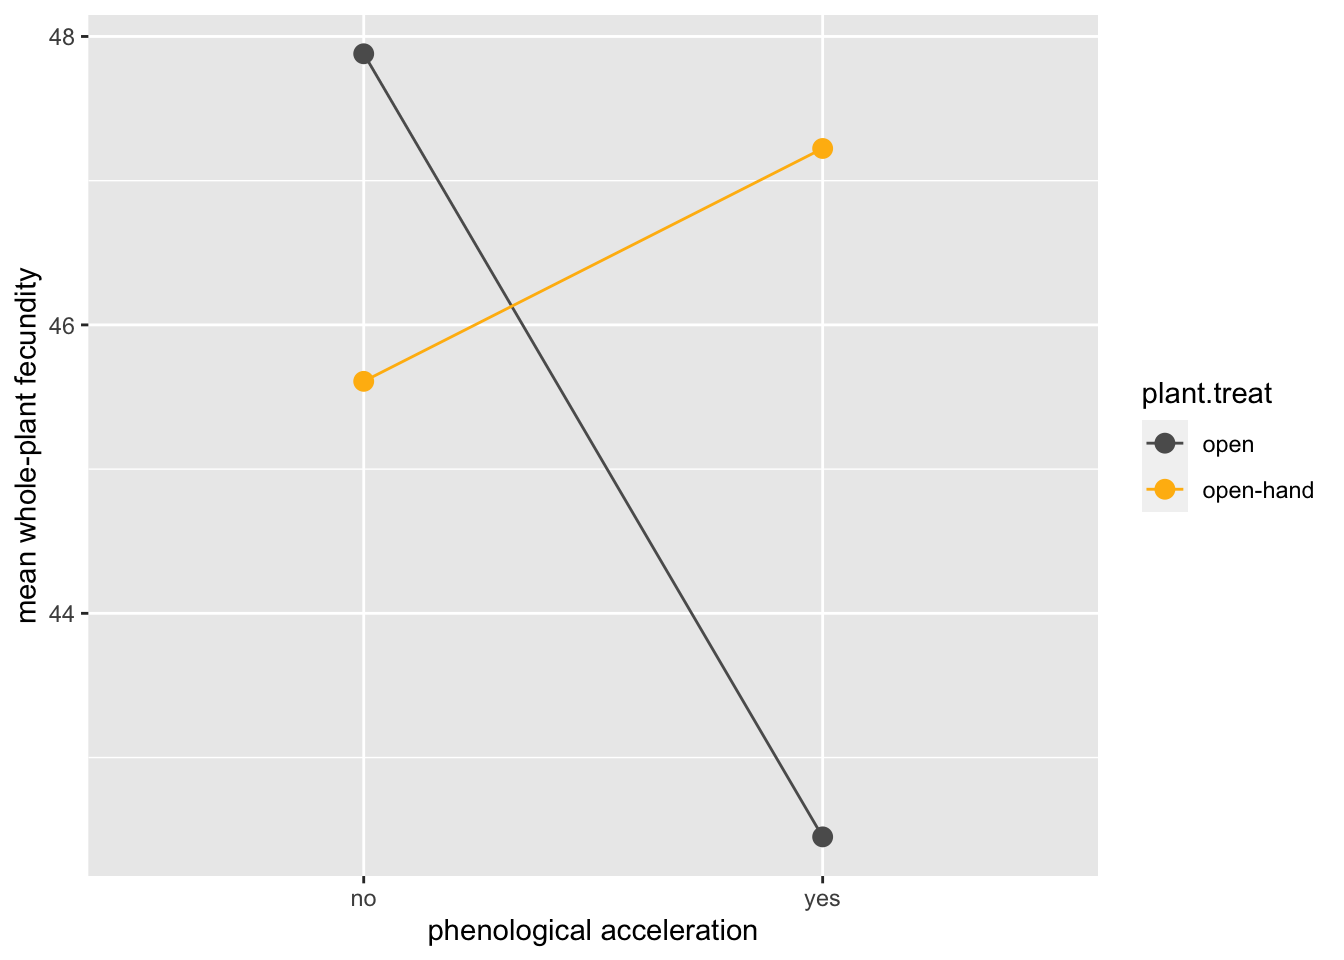 48
46
44
mean whole-plant fecundity
no
yes
phenological acceleration
plant.treat
open
open-hand